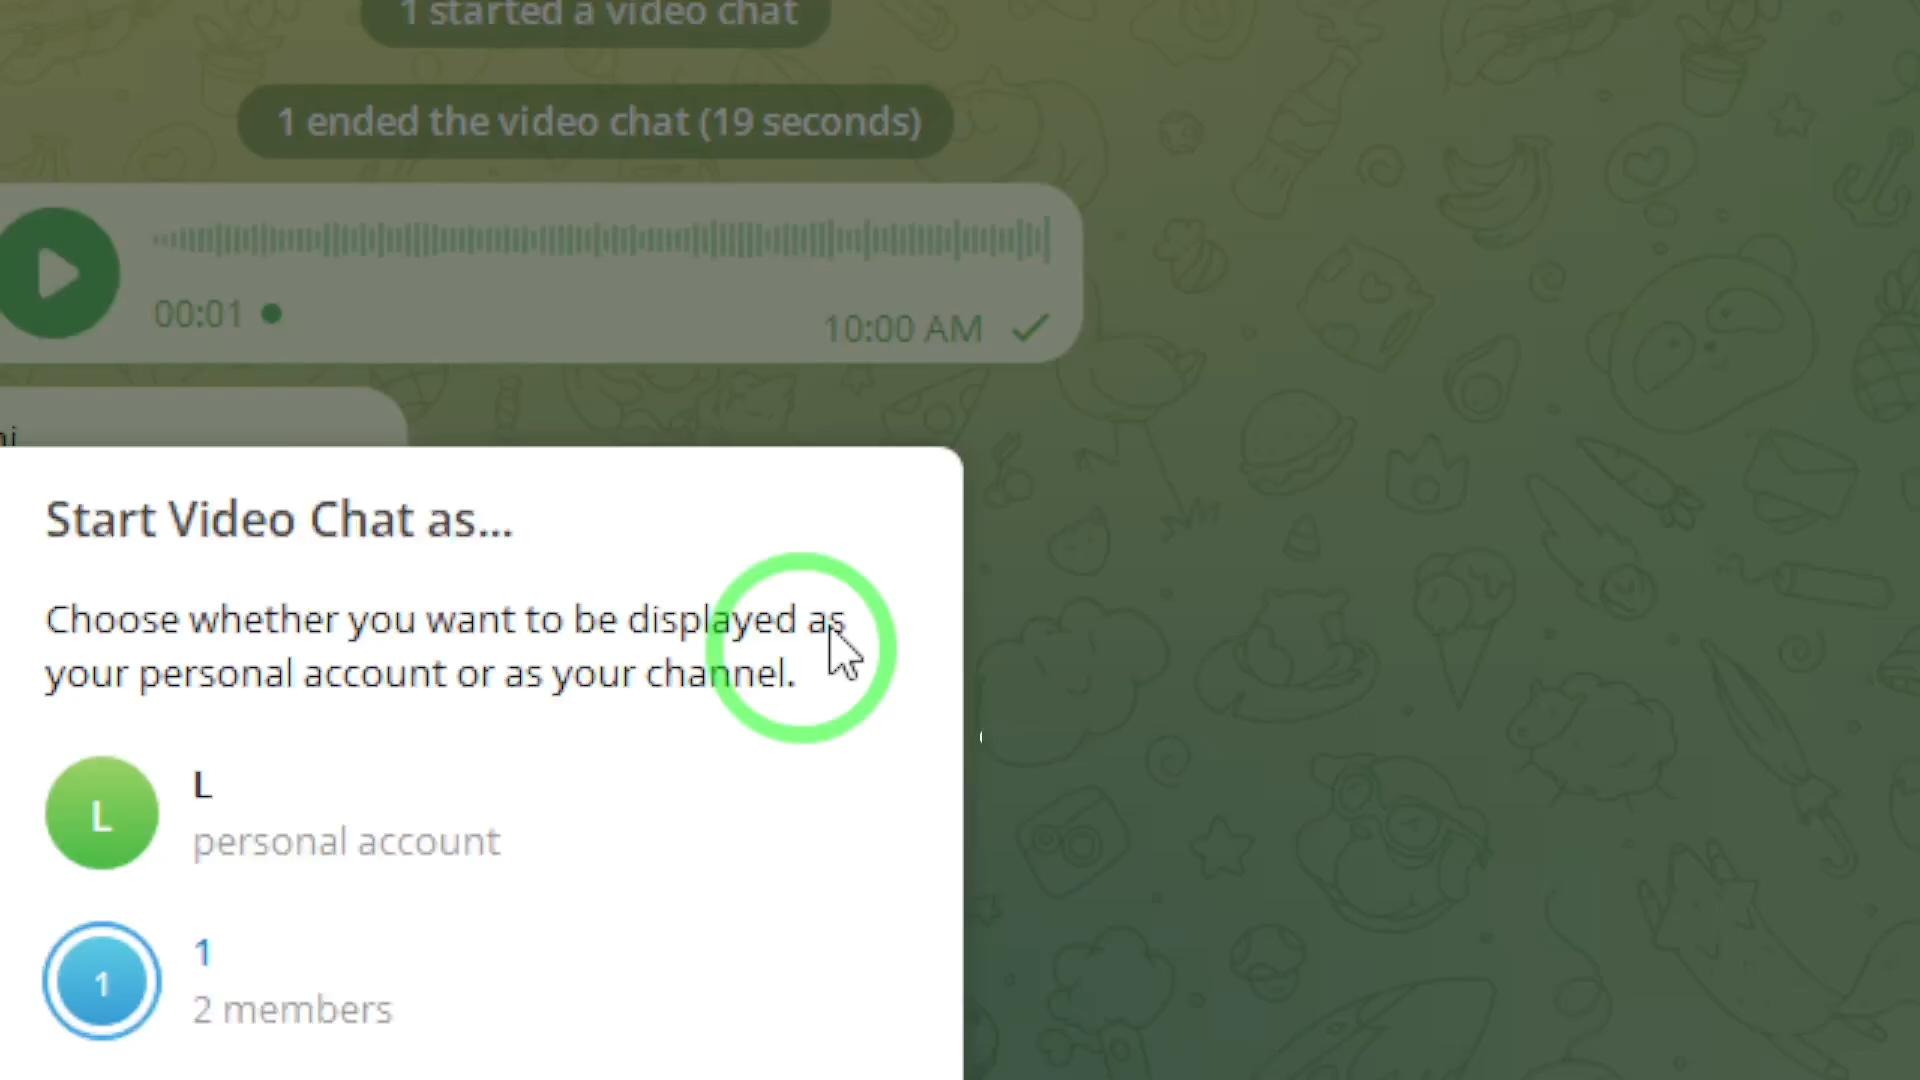 1 started a video chat
1 ended the video chat (19 seconds)
00:01
10:00 AM
Start Video Chat as...
Choose whether you want to be displayed as
your personal account or as your channel.
L
L
personal account
1
1
2 members